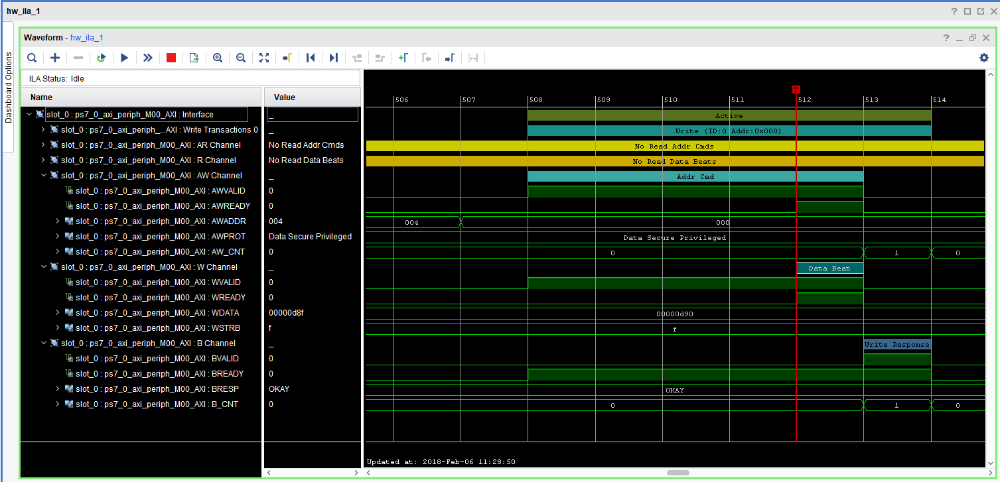 hw_ila_1
Dashboard Options
Waveform - hw_ila_1
ILA Status: Idle
Name Value
506 507 508 509 510 511 T 512 513 514
slot_0 : ps7_0_axi_periph_M00_AXI : Interface _ Active
slot_0 : ps7_0_axi_periph_...AXI : Write Transactions 0 _ Write (ID:0 Addr:0x000)
slot_0 : ps7_0_axi_periph_M00_AXI : AR Channel No Read Addr Cmds No Read Addr Cmds
slot_0 : ps7_0_axi_periph_M00_AXI : R Channel No Read Data Beats No Read Data Beats
slot_0 : ps7_0_axi_periph_M00_AXI : AW Channel _ Addr Cmd
slot_0 : ps7_0_axi_periph_M00_AXI : AWVALID 0
slot_0 : ps7_0_axi_periph_M00_AXI : AWREADY 0
slot_0 : ps7_0_axi_periph_M00_AXI : AWADDR 004 004 000
slot_0 : ps7_0_axi_periph_M00_AXI : AWPROT Data Secure Privileged Data Secure Privileged
slot_0 : ps7_0_axi_periph_M00_AXI : AW_CNT 0 0 1 0
slot_0 : ps7_0_axi_periph_M00_AXI : W Channel _ Data Beat
slot_0 : ps7_0_axi_periph_M00_AXI : WVALID 0
slot_0 : ps7_0_axi_periph_M00_AXI : WREADY 0
slot_0 : ps7_0_axi_periph_M00_AXI : WDATA 00000d8f 00000d90
slot_0 : ps7_0_axi_periph_M00_AXI : WSTRB f f
slot_0 : ps7_0_axi_periph_M00_AXI : B Channel _ Write Response
slot_0 : ps7_0_axi_periph_M00_AXI : BVALID 0
slot_0 : ps7_0_axi_periph_M00_AXI : BREADY 0
slot_0 : ps7_0_axi_periph_M00_AXI : BRESP OKAY OKAY
slot_0 : ps7_0_axi_periph_M00_AXI : B_CNT 0 0 1 0
Updated at: 2018-Feb-06 11:28:50